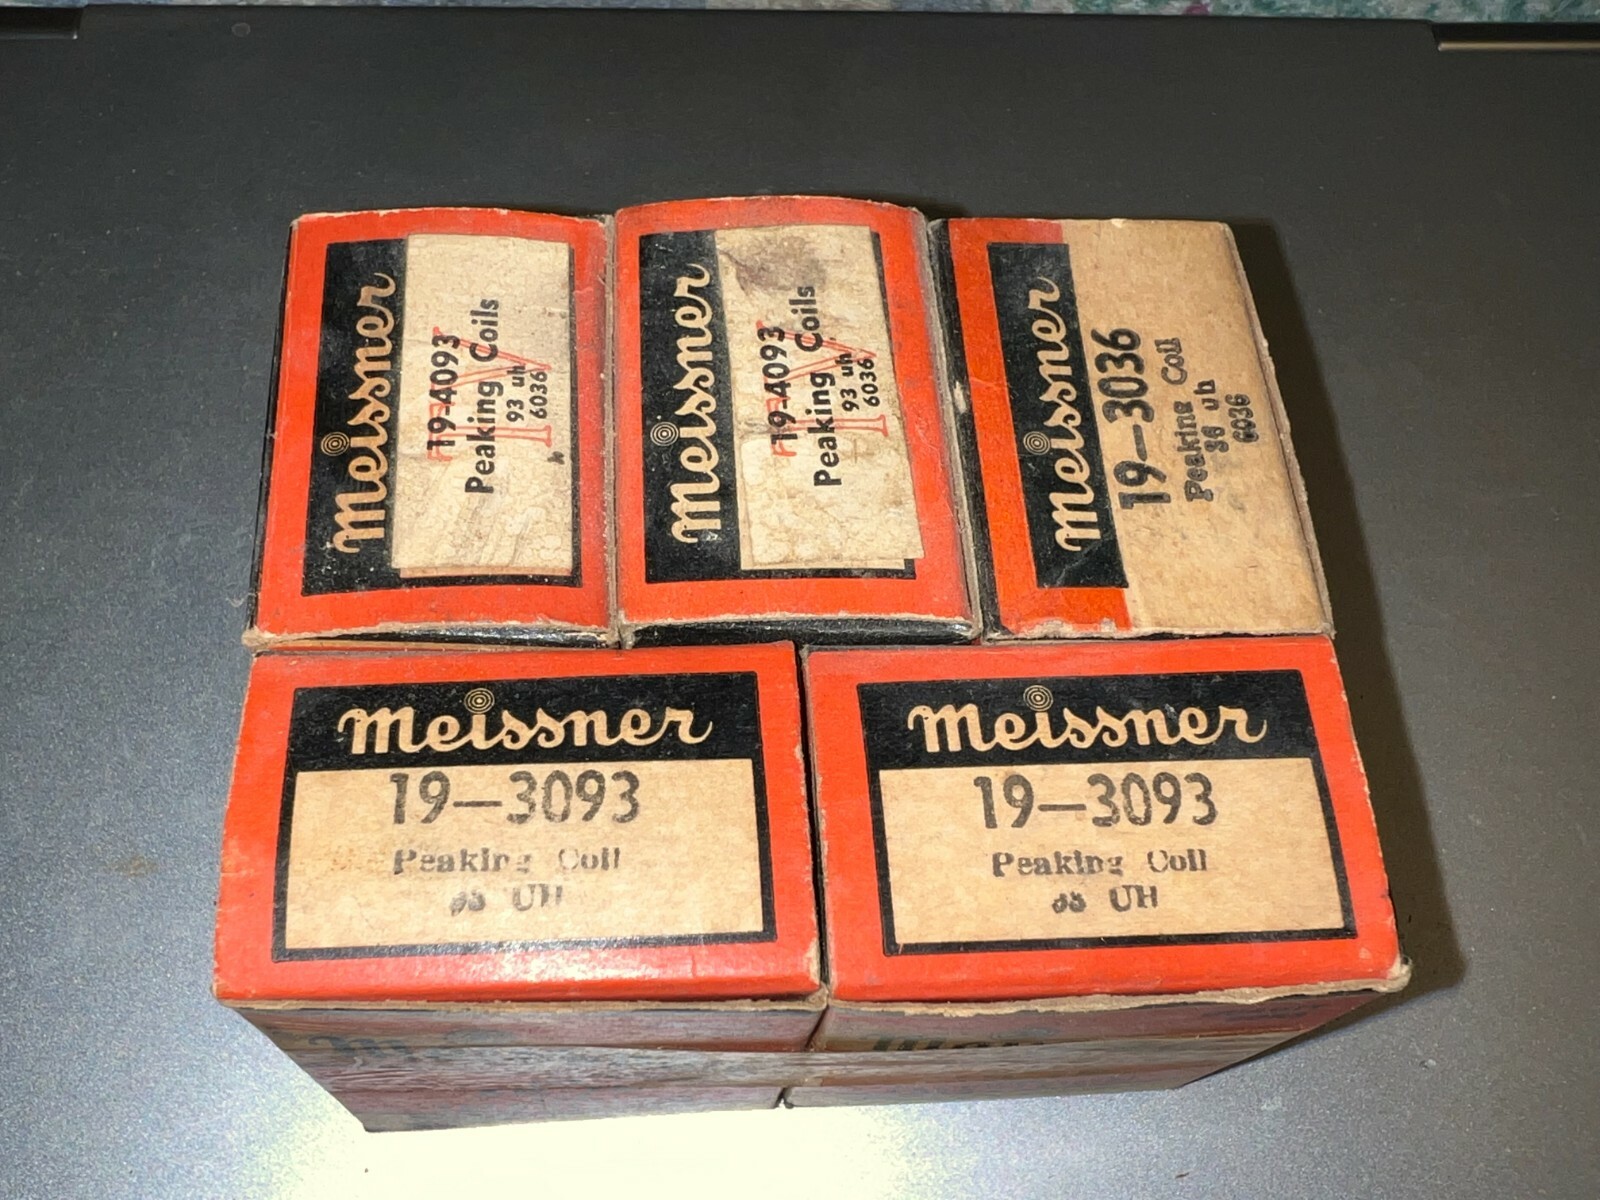 Meissner
19-4093
Peaking Coils
93 uh
6036
Meissner
19-4093
Peaking Coils
93 uh
6036
Meissner
19-3036
Peaking Coil
36 uh
6036
Meissner
19-3093
Peaking Coil
UH
Meissner
19-3093
Peaking Coil
UH